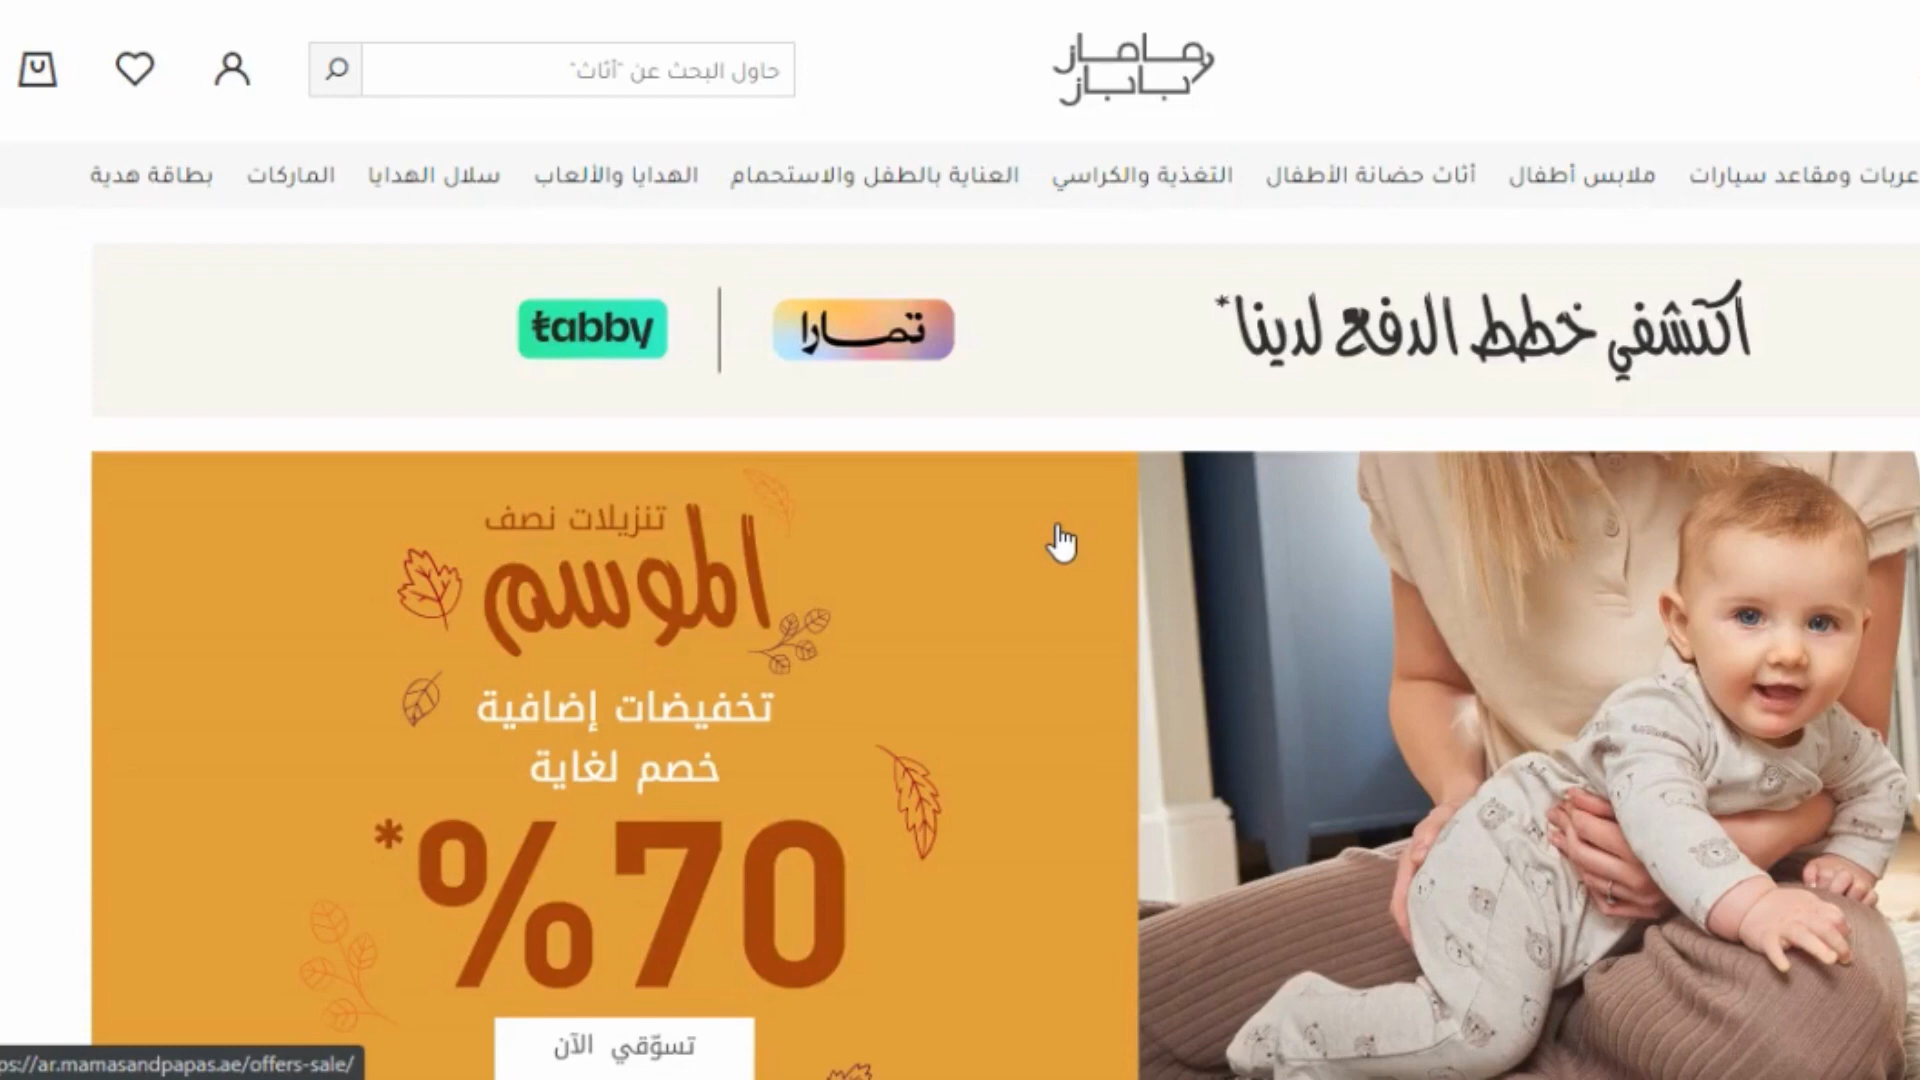 حاول البحث عن "أثاث"
ماماز
باباز
عربات ومقاعد سيارات
ملابس أطفال
أثاث حضانة الأطفال
التغذية والكراسي
العناية بالطفل والاستحمام
الهدايا والألعاب
سلال الهدايا
الماركات
بطاقة هدية
اكتشفي خطط الدفع لدينا*
تمارا
tabby
تنزيلات نصف
الموسم
تخفيضات إضافية
خصم لغاية
%70*
تسوّقي الآن
ps://ar.mamasandpapas.ae/offers-sale/